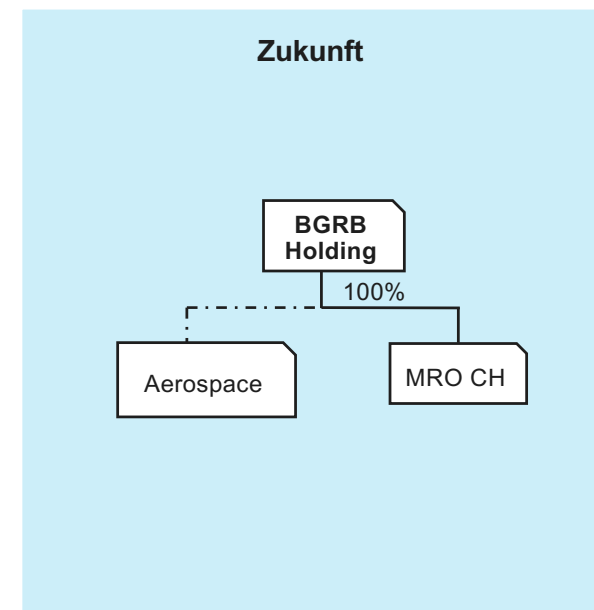 Zukunft
BGRB
Holding
100%
Aerospace
MRO CH